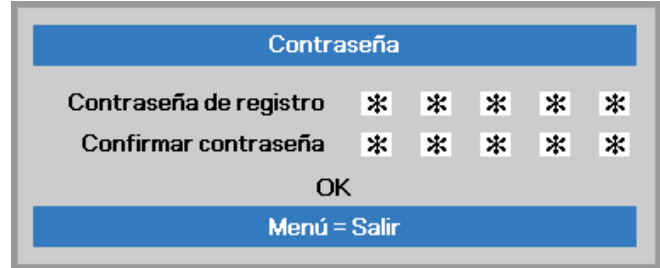 Contraseña
Contraseña de registro * * * * *
Confirmar contraseña * * * * *
OK
Menú = Salir